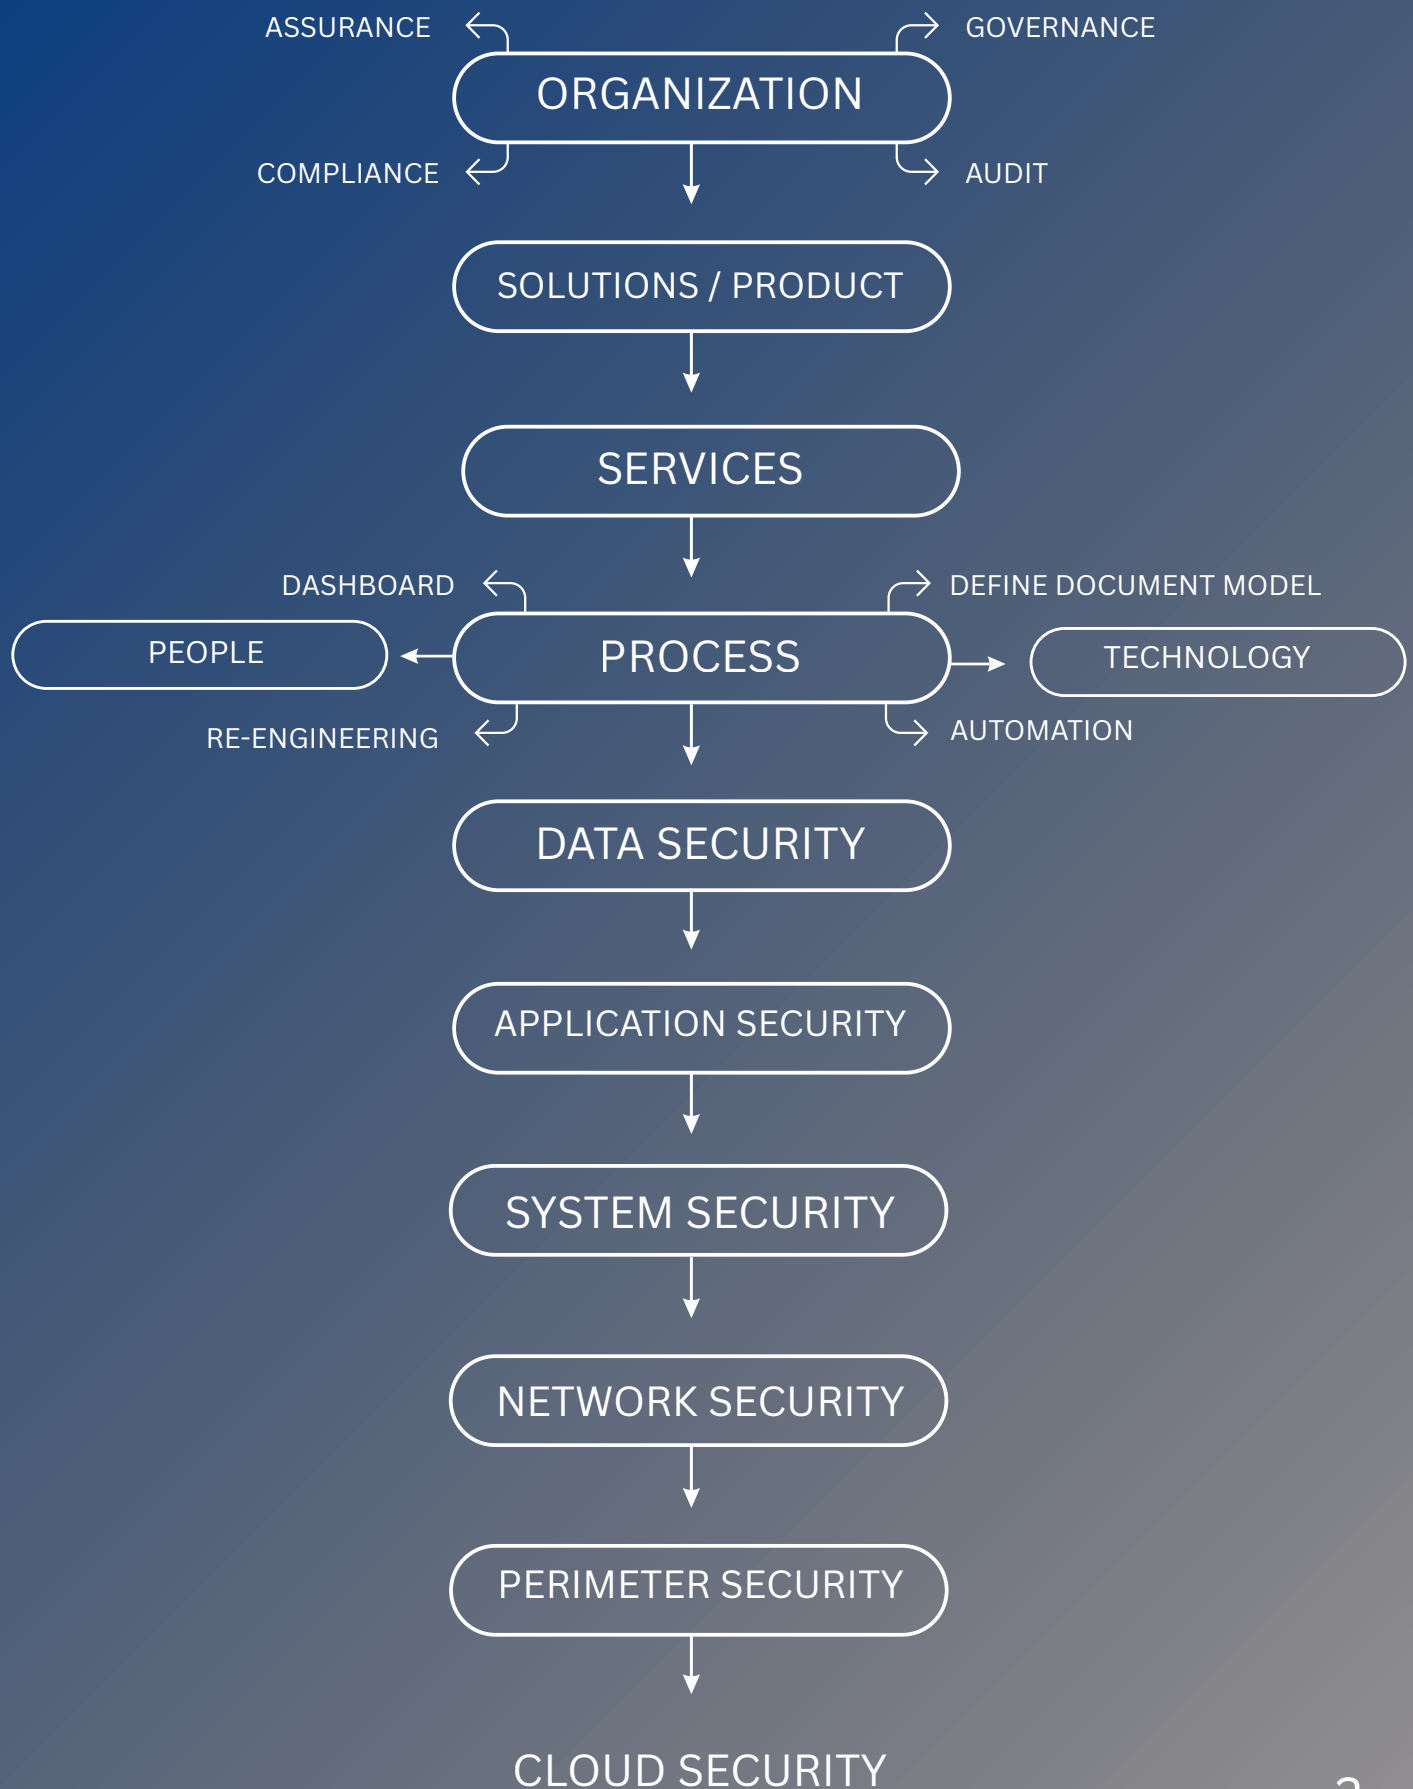 ASSURANCE
GOVERNANCE
ORGANIZATION
COMPLIANCE
AUDIT
SOLUTIONS / PRODUCT
SERVICES
DASHBOARD
DEFINE DOCUMENT MODEL
PEOPLE
PROCESS
TECHNOLOGY
RE-ENGINEERING
AUTOMATION
DATA SECURITY
APPLICATION SECURITY
SYSTEM SECURITY
NETWORK SECURITY
PERIMETER SECURITY
CLOUD SECURITY